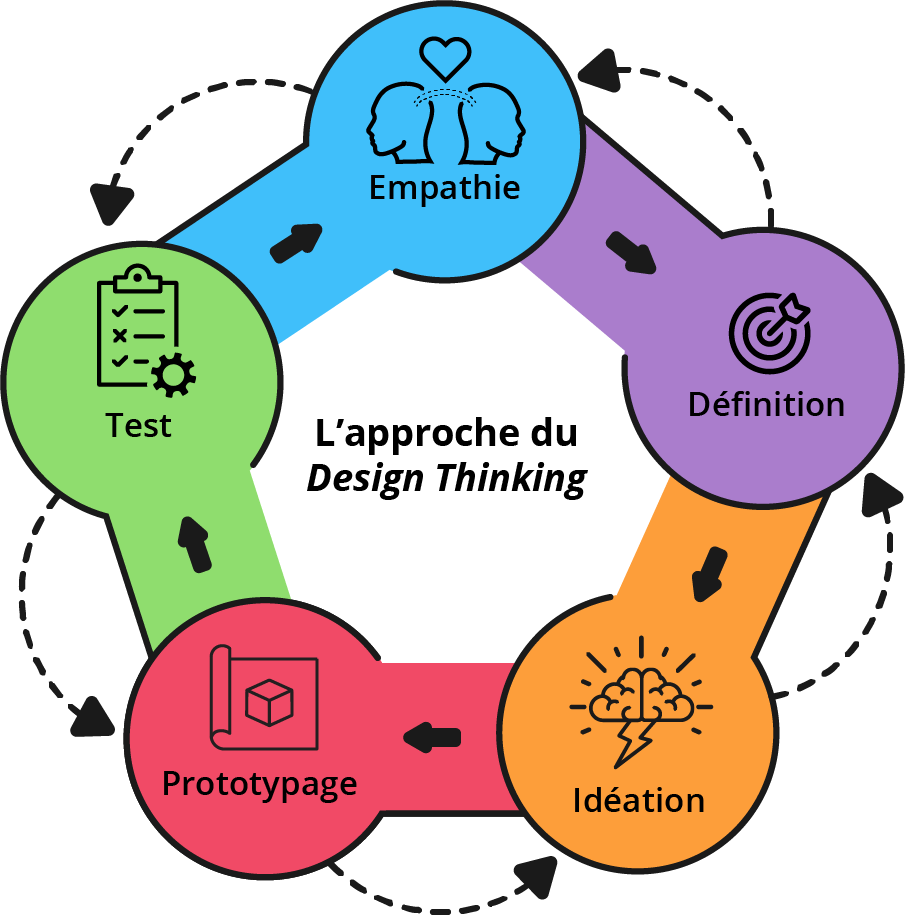 Empathie
Définition
Test
L’approche du
Design Thinking
Prototypage
Idéation